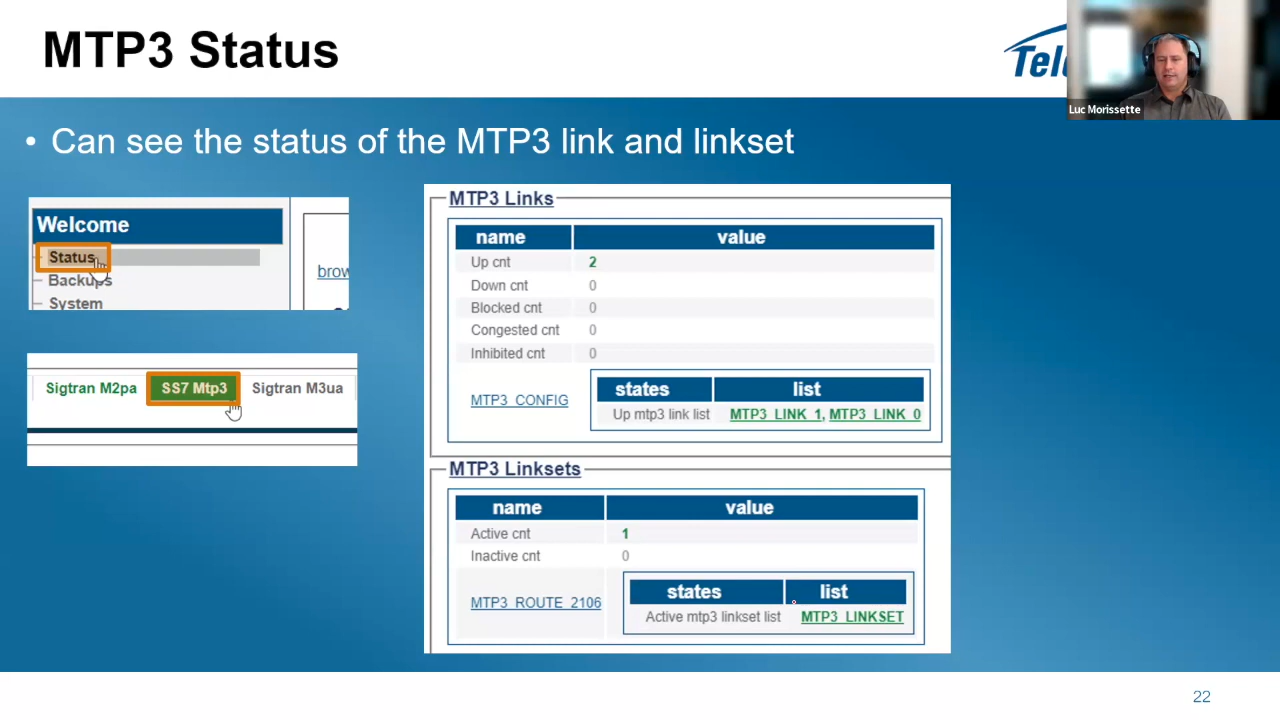 MTP3 Status
Luc Morissette
• Can see the status of the MTP3 link and linkset
Welcome
Status
Backups
System
Sigtran M2pa SS7 Mtp3 Sigtran M3ua
MTP3 Links
name value
Up cnt 2
Down cnt 0
Blocked cnt 0
Congested cnt 0
Inhibited cnt 0
MTP3_CONFIG
states list
Up mtp3 link list MTP3_LINK_1, MTP3_LINK_0
MTP3 Linksets
name value
Active cnt 1
Inactive cnt 0
MTP3_ROUTE_2106
states list
Active mtp3 linkset list MTP3_LINKSET
22